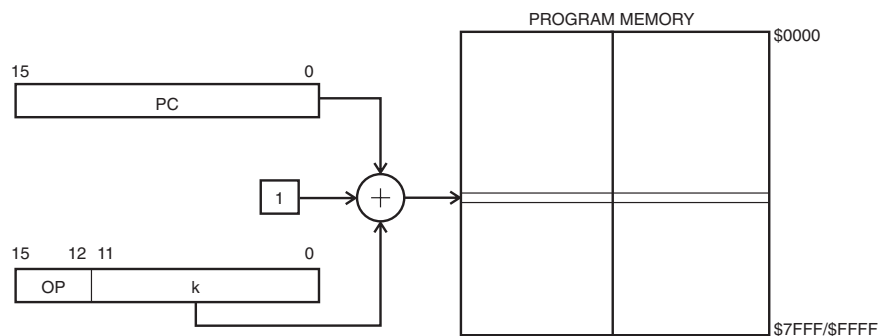 PROGRAM MEMORY
$0000
15 0
PC
1
+
15 12 11 0
OP k
$7FFF/$FFFF